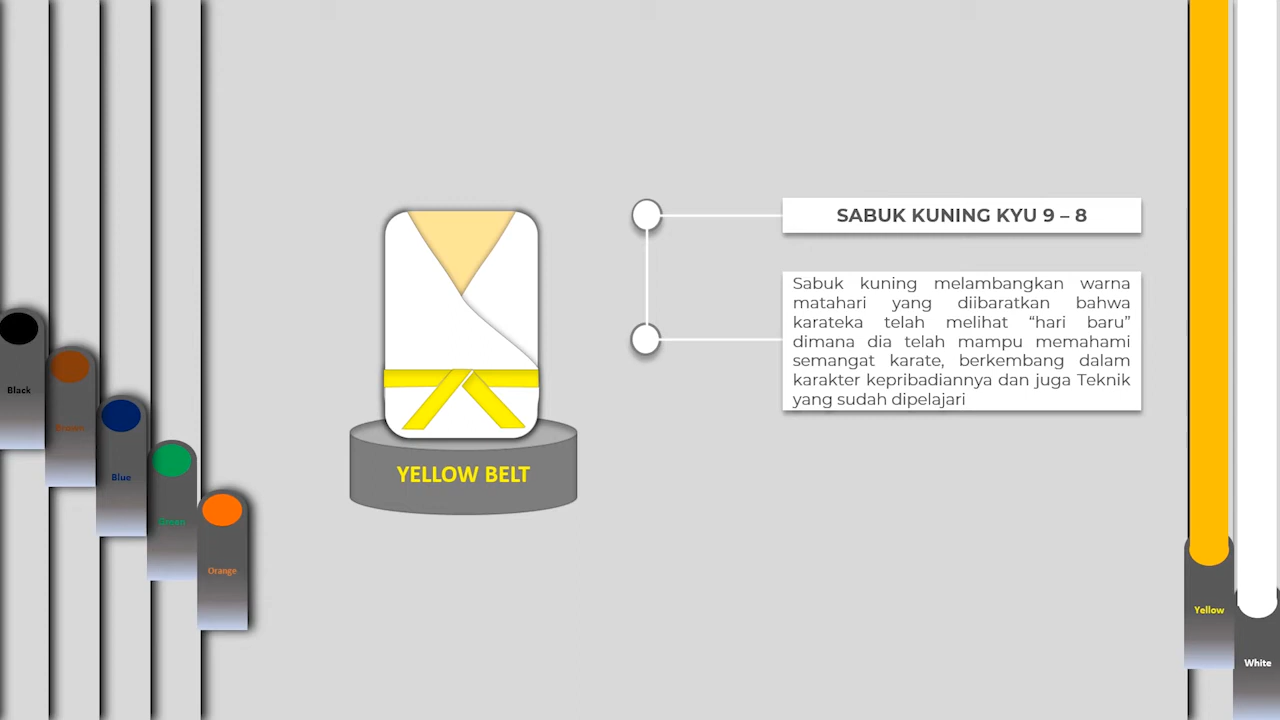 SABUK KUNING KYU 9 – 8
Sabuk kuning melambangkan warna
matahari yang diibaratkan bahwa
karateka telah melihat “hari baru”
dimana dia telah mampu memahami
semangat karate, berkembang dalam
karakter kepribadiannya dan juga Teknik
yang sudah dipelajari
YELLOW BELT
Black
Brown
Blue
Green
Orange
Yellow
White